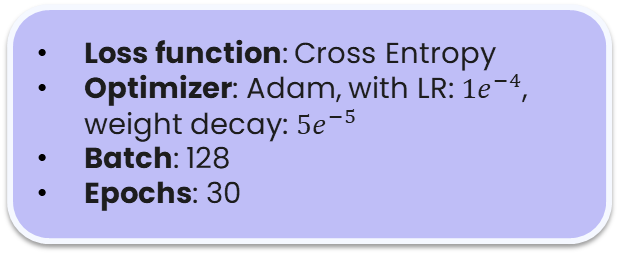 • Loss function: Cross Entropy
• Optimizer: Adam, with LR: 1e⁻⁴,
weight decay: 5e⁻⁵
• Batch: 128
• Epochs: 30